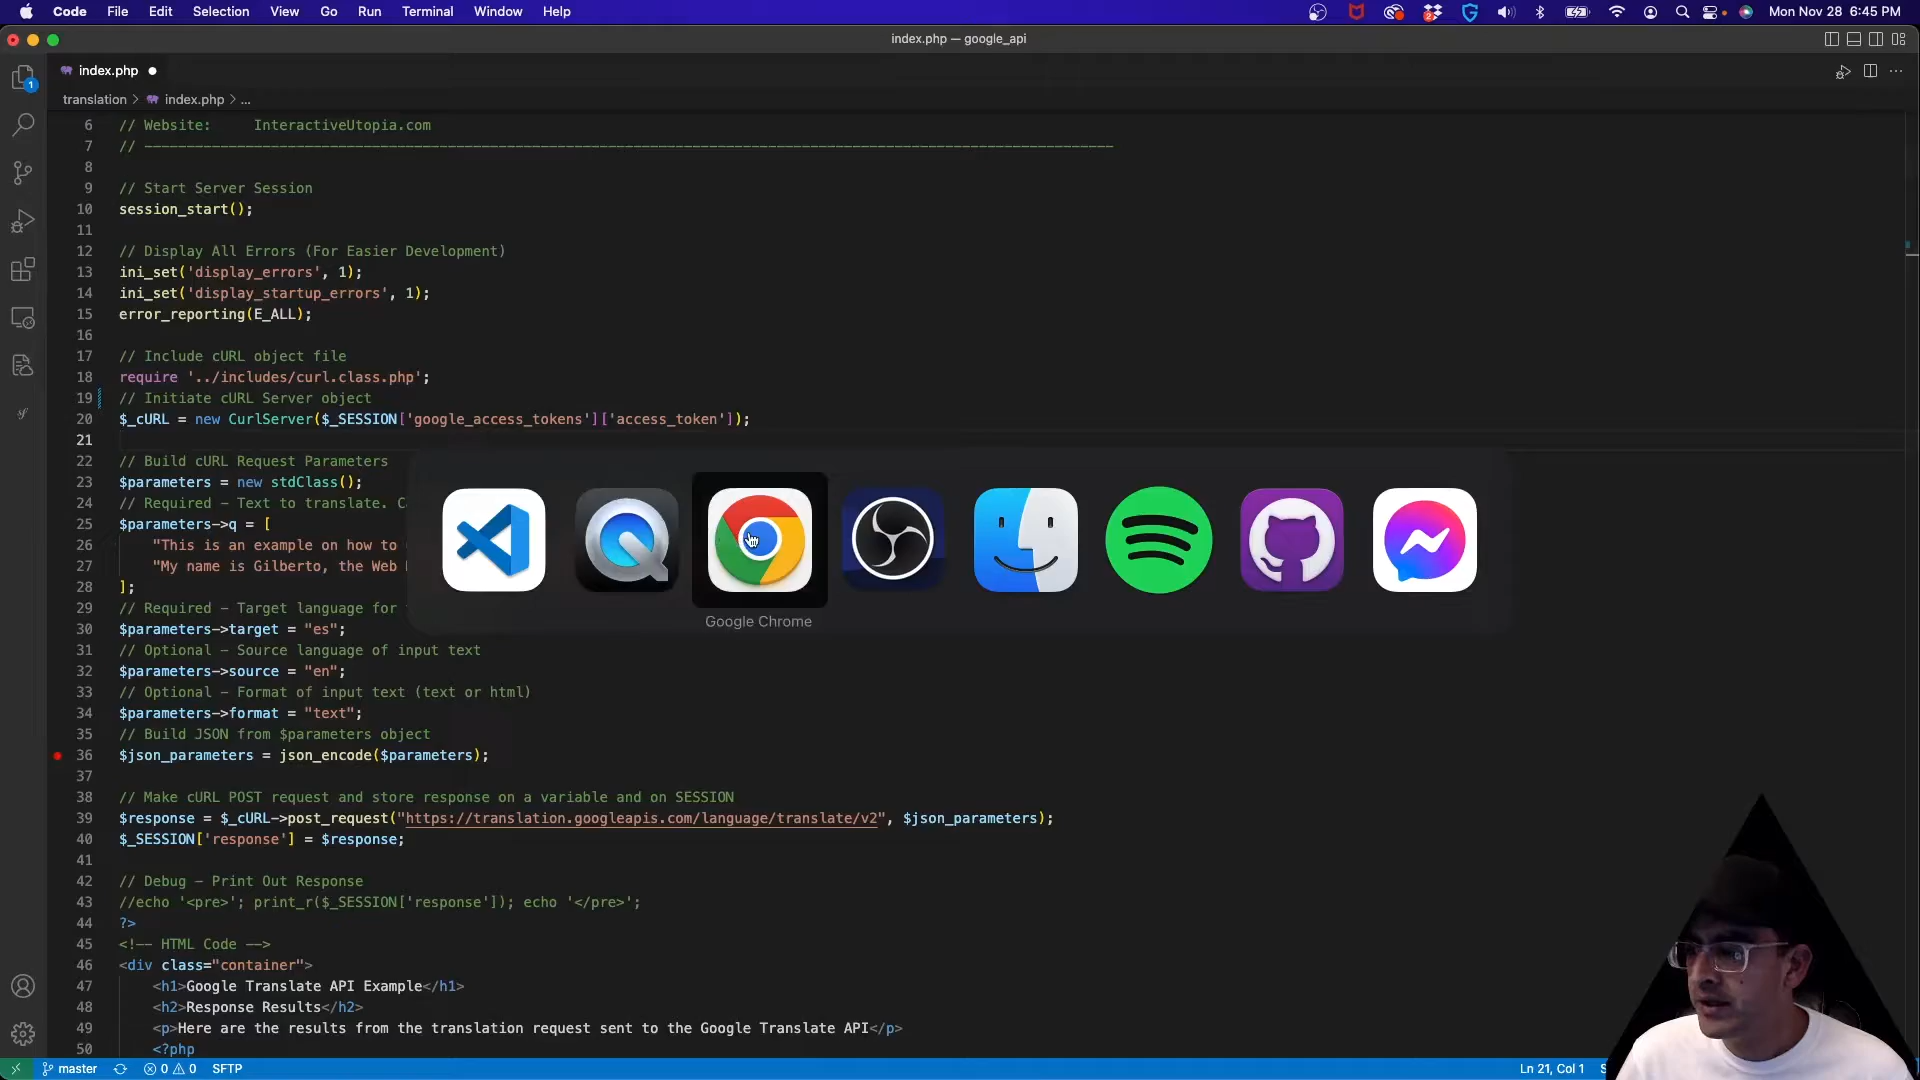 Code File Edit Selection View Go Run Terminal Window Help
2
Mon Nov 28 6:45 PM
index.php — google_api
1
index.php
translation > index.php > ...
6 // Website: InteractiveUtopia.com
7 // ––––––––––––––––––––––––––––––––––––––––––––––––––––––––––––––––––––––––––––––––––––––––––––––––––––––––––––––––––
8
9 // Start Server Session
10 session_start();
11
12 // Display All Errors (For Easier Development)
13 ini_set('display_errors', 1);
14 ini_set('display_startup_errors', 1);
15 error_reporting(E_ALL);
16
17 // Include cURL object file
18 require '../includes/curl.class.php';
19 // Initiate cURL Server object
20 $_cURL = new CurlServer($_SESSION['google_access_tokens']['access_token']);
21
22 // Build cURL Request Parameters
23 $parameters = new stdClass();
24 // Required – Text to translate.
25 $parameters->q = [
26 "This is an example on how to
27 "My name is Gilberto, the Web
28 ];
29 // Required – Target language for
30 $parameters->target = "es";
31 // Optional – Source language of input text
32 $parameters->source = "en";
33 // Optional – Format of input text (text or html)
34 $parameters->format = "text";
35 // Build JSON from $parameters object
36 $json_parameters = json_encode($parameters);
37
38 // Make cURL POST request and store response on a variable and on SESSION
39 $response = $_cURL->post_request("https://translation.googleapis.com/language/translate/v2", $json_parameters);
40 $_SESSION['response'] = $response;
41
42 // Debug – Print Out Response
43 //echo '<pre>'; print_r($_SESSION['response']); echo '</pre>';
44 ?>
45 <!–– HTML Code ––>
46 <div class="container">
47 <h1>Google Translate API Example</h1>
48 <h2>Response Results</h2>
49 <p>Here are the results from the translation request sent to the Google Translate API</p>
50 <?php
Google Chrome
master 0 0 SFTP
Ln 21, Col 1